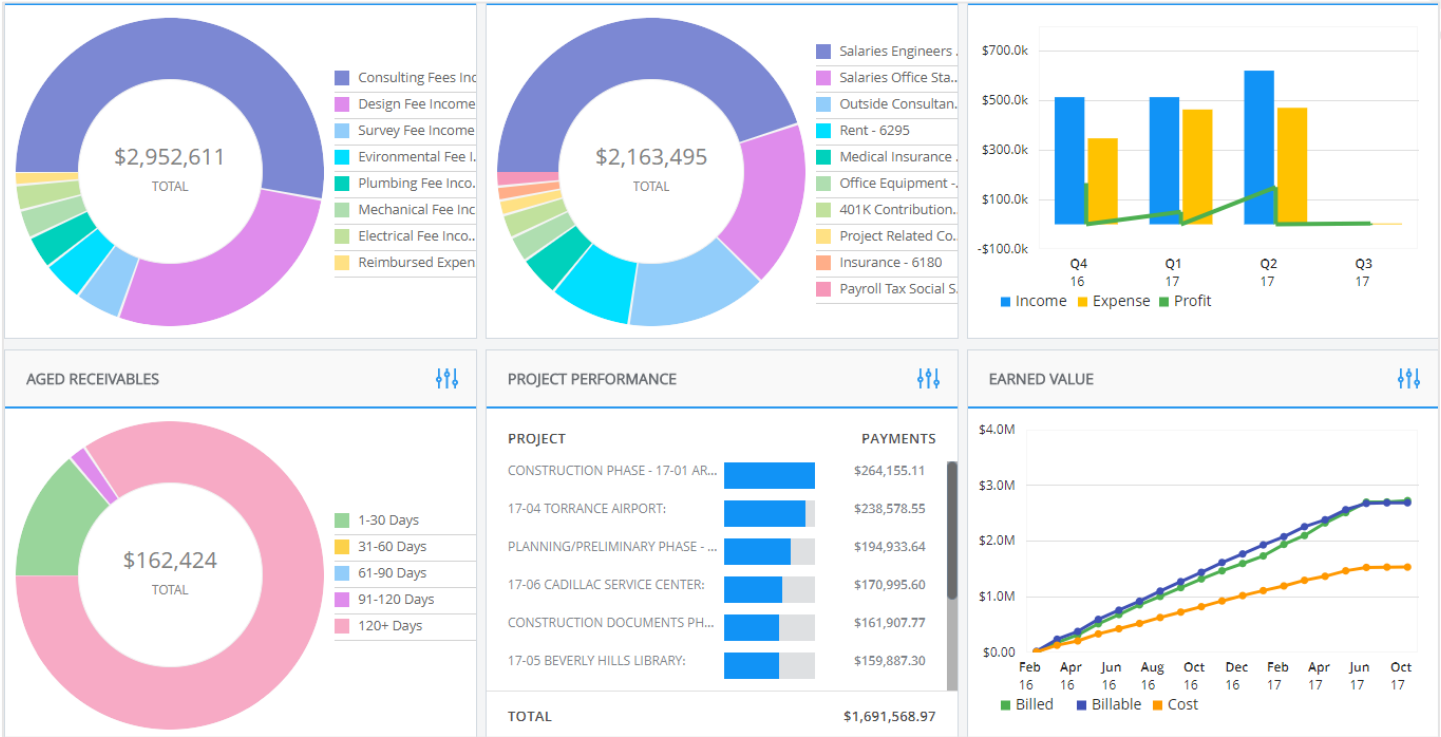 $2,952,611
TOTAL
Consulting Fees Inc
Design Fee Income
Survey Fee Income
Evironmental Fee I.
Plumbing Fee Inco..
Mechanical Fee Inc
Electrical Fee Inco..
Reimbursed Expen
$2,163,495
TOTAL
Salaries Engineers .
Salaries Office Sta..
Outside Consultan.
Rent - 6295
Medical Insurance .
Office Equipment -.
401K Contribution..
Project Related Co..
Insurance - 6180
Payroll Tax Social S.
$700.0k
$500.0k
$300.0k
$100.0k
-$100.0k
Q4 Q1 Q2 Q3
16 17 17 17
Income Expense Profit
AGED RECEIVABLES
$162,424
TOTAL
1-30 Days
31-60 Days
61-90 Days
91-120 Days
120+ Days
PROJECT PERFORMANCE
PROJECT PAYMENTS
CONSTRUCTION PHASE - 17-01 AR... $264,155.11
17-04 TORRANCE AIRPORT: $238,578.55
PLANNING/PRELIMINARY PHASE - ... $194,933.64
17-06 CADILLAC SERVICE CENTER: $170,995.60
CONSTRUCTION DOCUMENTS PH... $161,907.77
17-05 BEVERLY HILLS LIBRARY: $159,887.30
TOTAL $1,691,568.97
EARNED VALUE
$4.0M
$3.0M
$2.0M
$1.0M
$0.00
Feb Apr Jun Aug Oct Dec Feb Apr Jun Oct
16 16 16 16 16 16 17 17 17 17
Billed Billable Cost